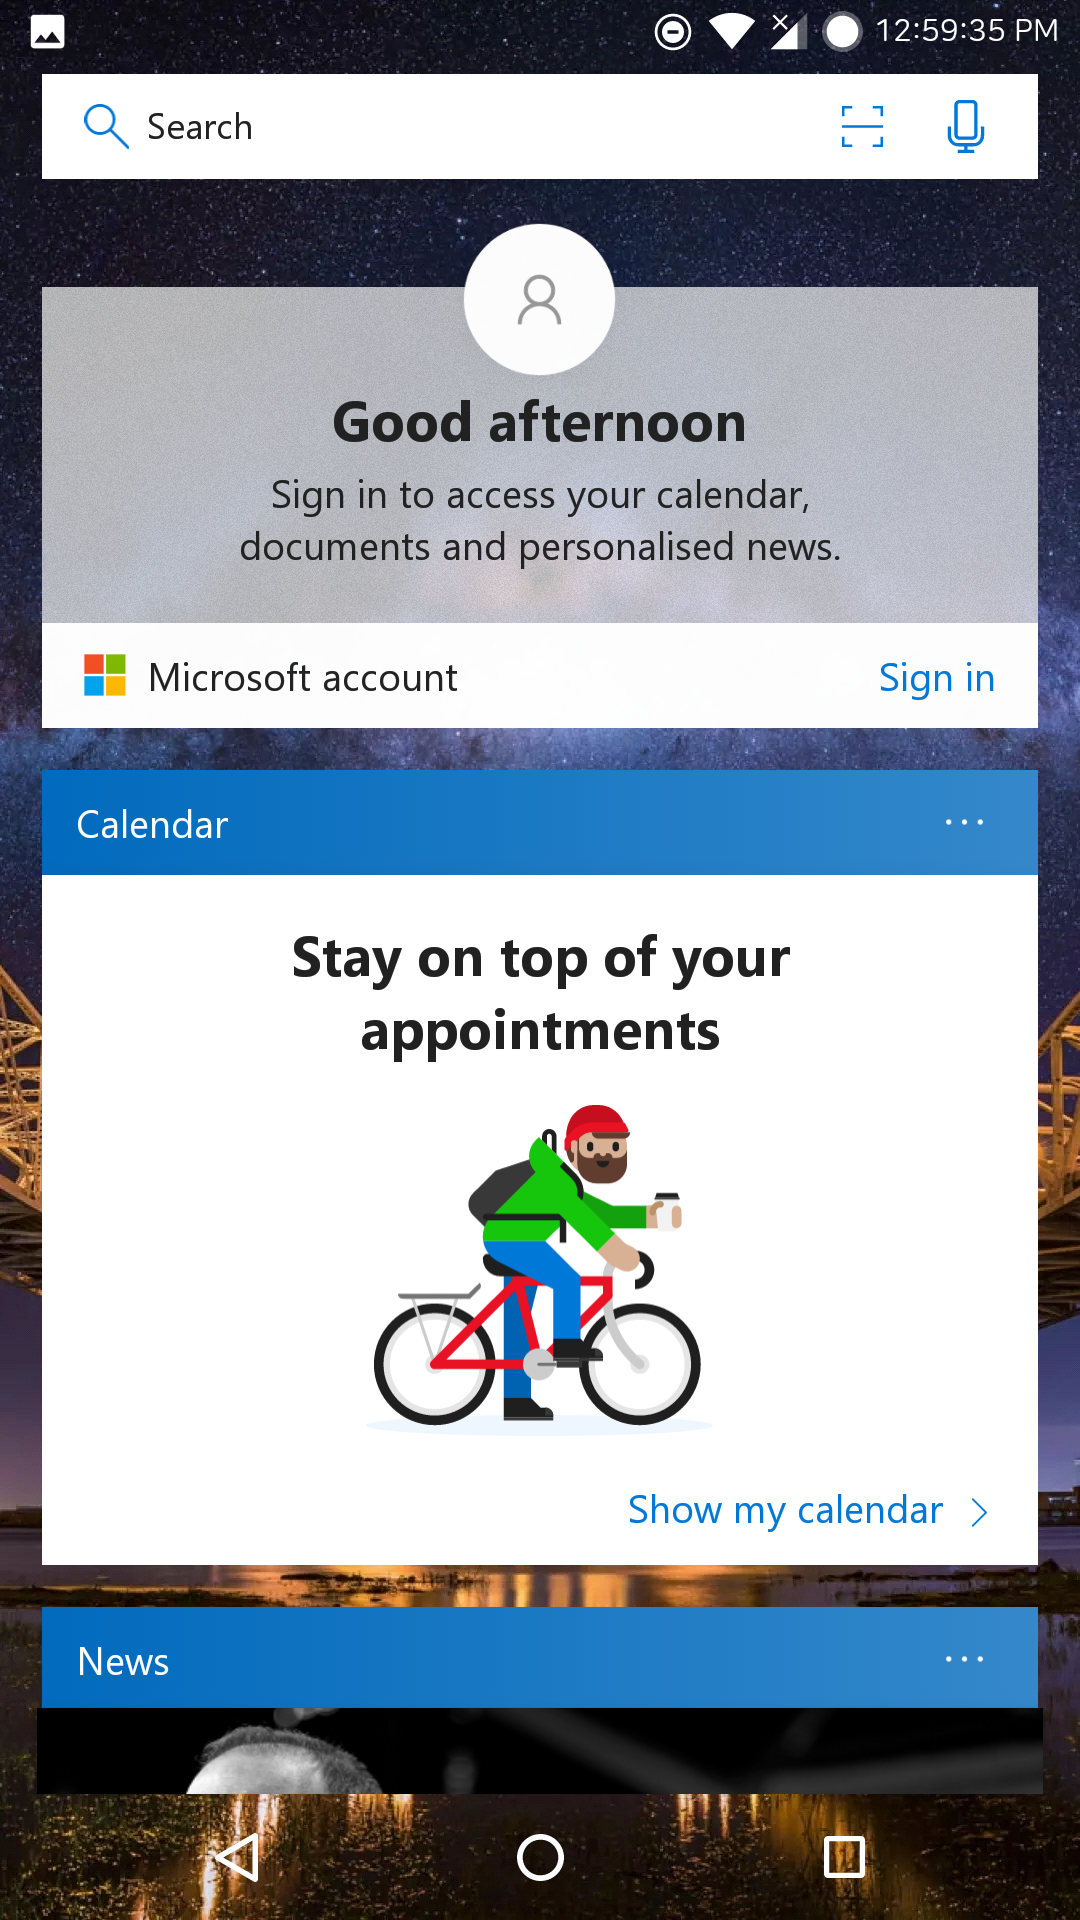 12:59:35 PM
Search
Good afternoon
Sign in to access your calendar,
documents and personalised news.
Microsoft account
Sign in
Calendar
Stay on top of your
appointments
Show my calendar
News